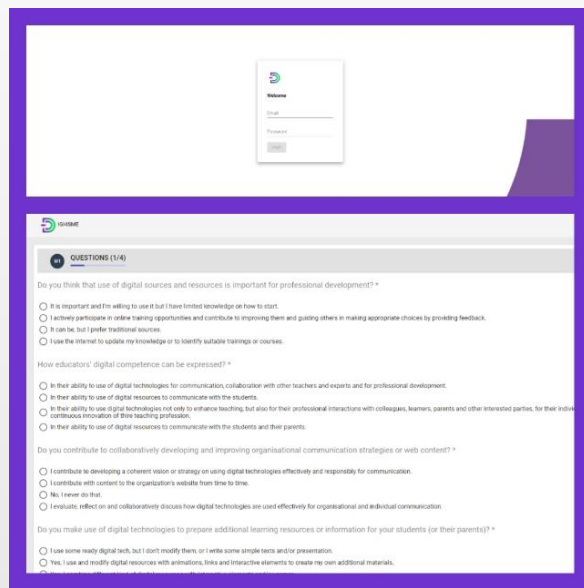 Welcome
Email
Password
Login
QUESTIONS (1/4)
Do you think that use of digital sources and resources is important for professional development? *
It is important and I'm willing to use it but I have limited knowledge on how to start.
I actively participate in online training opportunities and contribute to improving them and guiding others in making appropriate choices by providing feedback.
It can be, but I prefer traditional sources.
I use the internet to update my knowledge or to identify suitable trainings or courses.
How educators' digital competence can be expressed? *
In their ability to use of digital technologies for communication, collaboration with other teachers and experts and for professional development.
In their ability to use of digital resources to communicate with the students.
In their ability to use digital technologies not only to enhance teaching, but also for their professional interactions with colleagues, learners, parents and other interested parties, for their
continuous innovation of thire teaching profession.
In their ability to use of digital resources to communicate with the students and their parents.
Do you contribute to collaboratively developing and improving organisational communication strategies or web content? *
I contribute to developing a coherent vision or strategy on using digital technologies effectively and responsibly for communication.
I contribute with content to the organization's website from time to time.
No, I never do that.
I evaluate, reflect on and collaboratively discuss how digital technologies are used effectively for organisational and individual communication.
Do you make use of digital technologies to prepare additional learning resources or information for your students (or their parents)? *
I use some ready digital tech, but I don't modify them, or I write some simple texts and/or presentation.
Yes, I use and modify digital resources with animations, links and interactive elements to create my own additional materials.